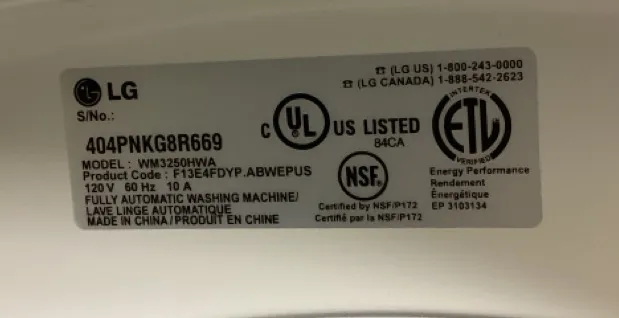 LG
☎ (LG US) 1-800-243-0000
☎ (LG CANADA) 1-888-542-2623
S/No.:
404PNKG8R669
MODEL : WM3250HWA
Product Code : F13E4FDYP.ABWEPUS
120 V 60 Hz 10 A
FULLY AUTOMATIC WASHING MACHINE/
LAVE LINGE AUTOMATIQUE
MADE IN CHINA/PRODUIT EN CHINE
C UL US LISTED
84CA
NSF.
Certified by NSF/P172
Certifié par la NSF/P172
INTERTEK
ETL
Energy Performance
Rendement
Énergétique
EP 3103134